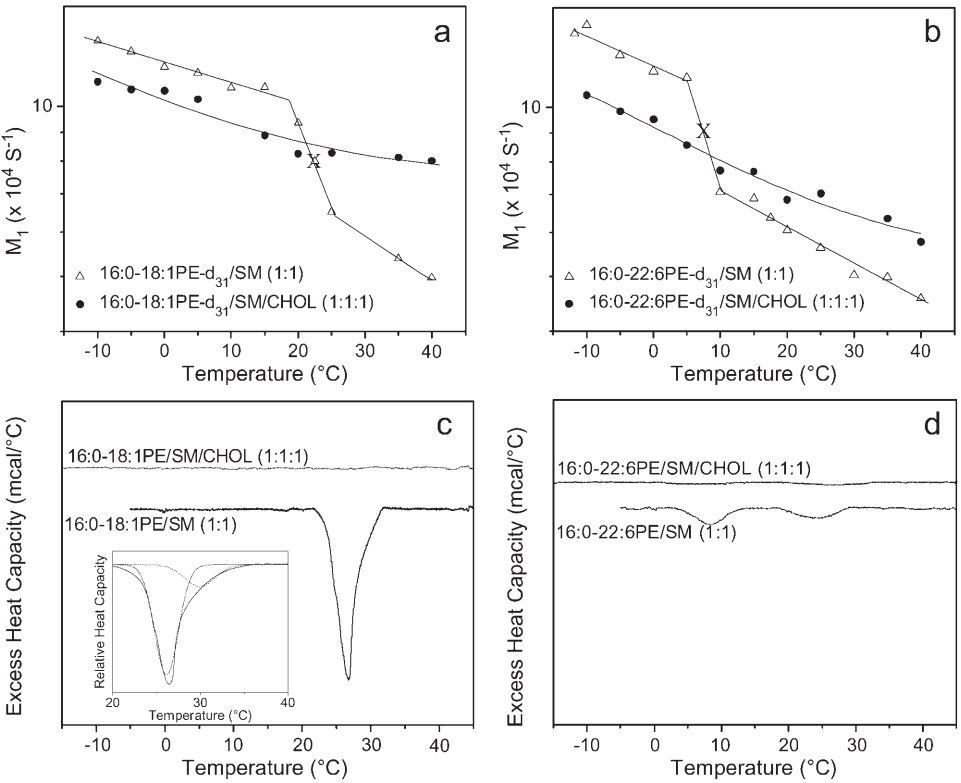 a
10
M1 (x 10^4 S^-1)
△ 16:0-18:1PE-d31/SM (1:1)
● 16:0-18:1PE-d31/SM/CHOL (1:1:1)
X
-10 0 10 20 30 40
Temperature (°C)
b
10
M1 (x 10^4 S^-1)
X
△ 16:0-22:6PE-d31/SM (1:1)
● 16:0-22:6PE-d31/SM/CHOL (1:1:1)
-10 0 10 20 30 40
Temperature (°C)
c
Excess Heat Capacity (mcal/°C)
16:0-18:1PE/SM/CHOL (1:1:1)
16:0-18:1PE/SM (1:1)
Relative Heat Capacity
20 30 40
Temperature (°C)
-10 0 10 20 30 40
Temperature (°C)
d
Excess Heat Capacity (mcal/°C)
16:0-22:6PE/SM/CHOL (1:1:1)
16:0-22:6PE/SM (1:1)
-10 0 10 20 30 40
Temperature (°C)